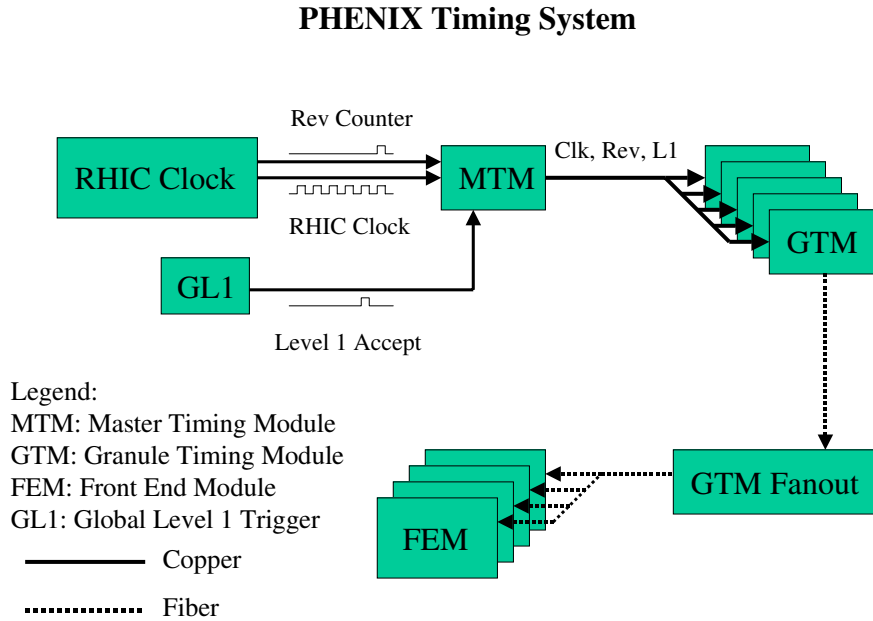 PHENIX Timing System
Rev Counter
RHIC Clock
MTM
Clk, Rev, L1
RHIC Clock
GTM
GL1
Level 1 Accept
Legend:
MTM: Master Timing Module
GTM: Granule Timing Module
FEM: Front End Module
GL1: Global Level 1 Trigger
GTM Fanout
FEM
Copper
Fiber